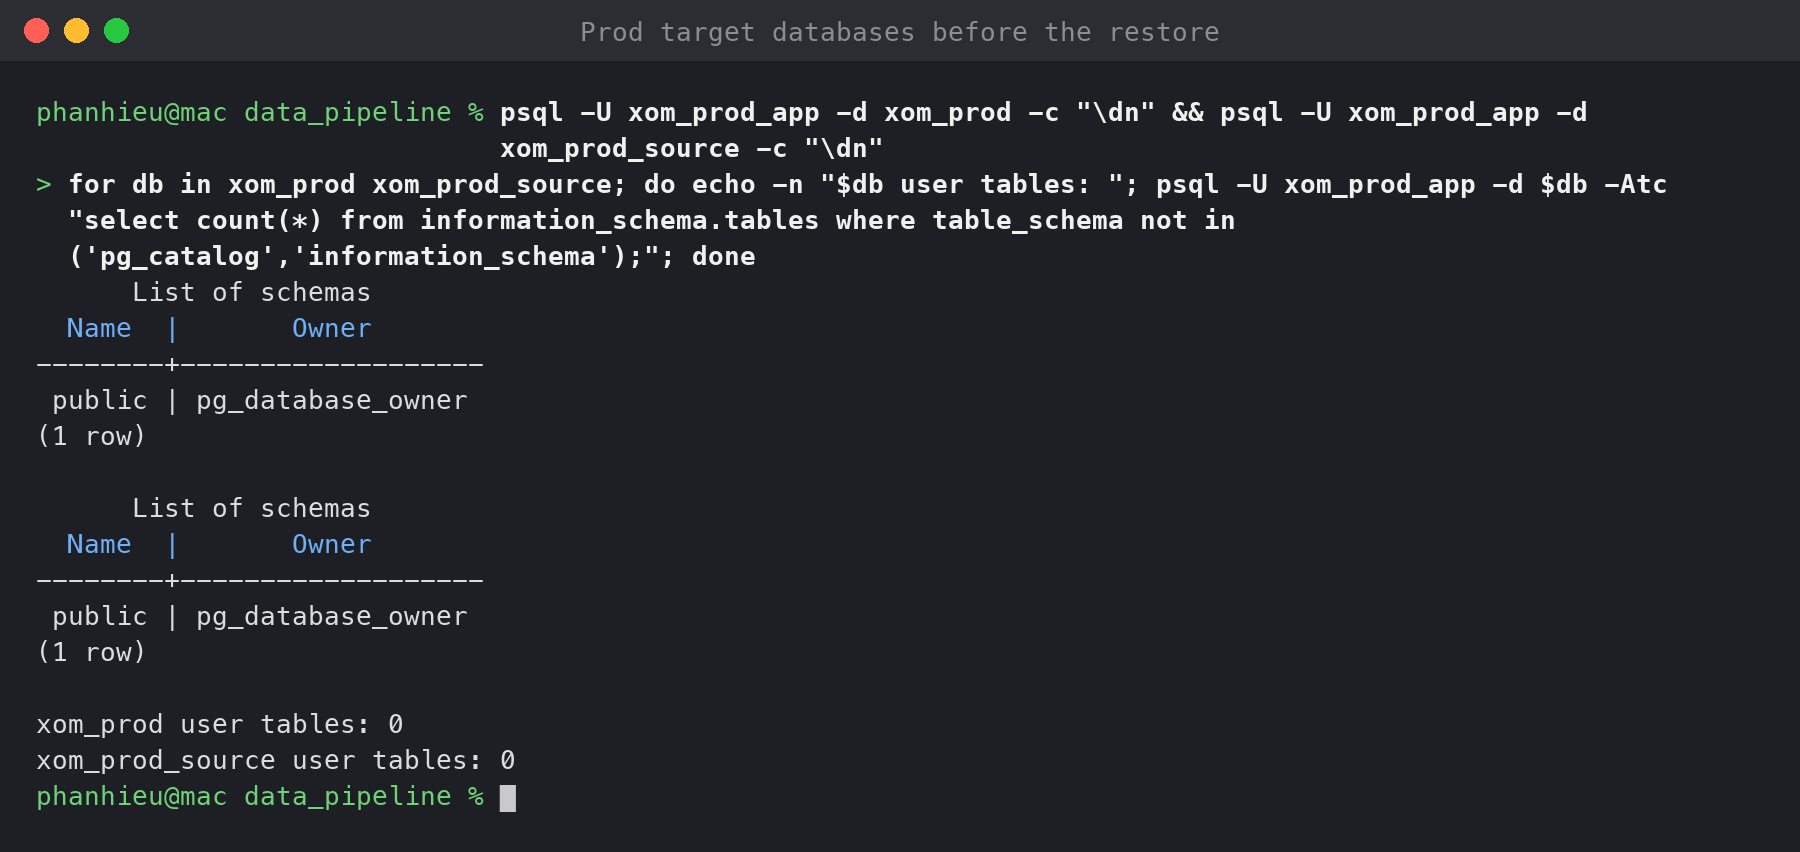 Prod target databases before the restore
phanhieu@mac data_pipeline % psql -U xom_prod_app -d xom_prod -c "\dn" && psql -U xom_prod_app -d
xom_prod_source -c "\dn"
> for db in xom_prod xom_prod_source; do echo -n "$db user tables: "; psql -U xom_prod_app -d $db -Atc
"select count(*) from information_schema.tables where table_schema not in
('pg_catalog','information_schema');"; done
List of schemas
Name | Owner
--------+-------------------
public | pg_database_owner
(1 row)
List of schemas
Name | Owner
--------+-------------------
public | pg_database_owner
(1 row)
xom_prod user tables: 0
xom_prod_source user tables: 0
phanhieu@mac data_pipeline %